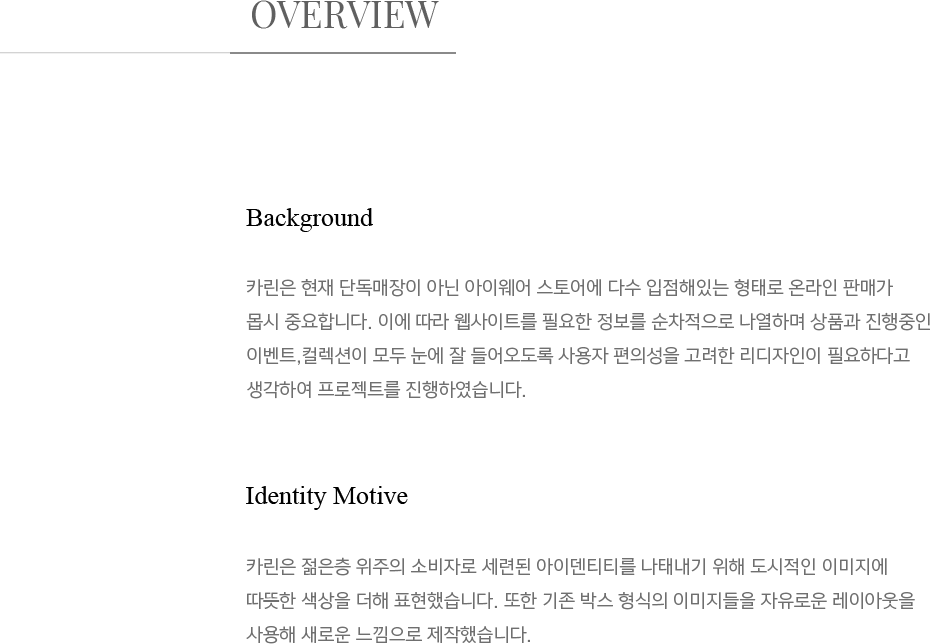 OVERVIEW
Background
카린은 현재 단독매장이 아닌 아이웨어 스토어에 다수 입점해있는 형태로 온라인 판매가
몹시 중요합니다. 이에 따라 웹사이트를 필요한 정보를 순차적으로 나열하며 상품과 진행중인
이벤트,컬렉션이 모두 눈에 잘 들어오도록 사용자 편의성을 고려한 리디자인이 필요하다고
생각하여 프로젝트를 진행하였습니다.
Identity Motive
카린은 젊은층 위주의 소비자로 세련된 아이덴티티를 나태내기 위해 도시적인 이미지에
따뜻한 색상을 더해 표현했습니다. 또한 기존 박스 형식의 이미지들을 자유로운 레이아웃을
사용해 새로운 느낌으로 제작했습니다.